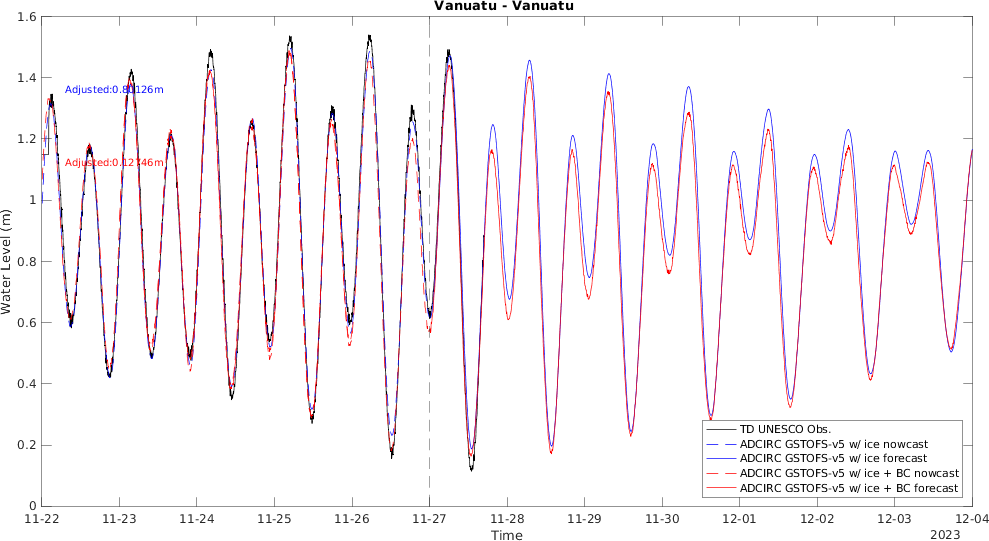 Vanuatu - Vanuatu
1.6
1.4
1.2
1
0.8
0.6
0.4
0.2
0
Water Level (m)
Adjusted:0.80126m
Adjusted:0.12746m
TD UNESCO Obs.
ADCIRC GSTOFS-v5 w/ ice nowcast
ADCIRC GSTOFS-v5 w/ ice forecast
ADCIRC GSTOFS-v5 w/ ice + BC nowcast
ADCIRC GSTOFS-v5 w/ ice + BC forecast
11-22 11-23 11-24 11-25 11-26 11-27 11-28 11-29 11-30 12-01 12-02 12-03 12-04
Time
2023